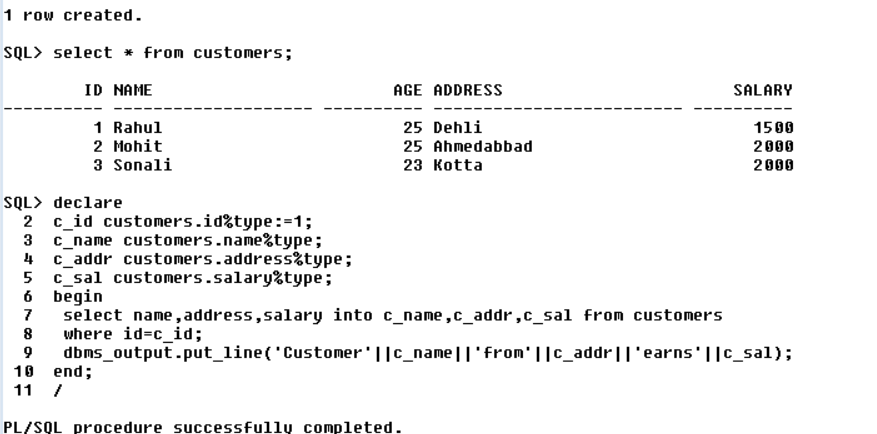 1 row created.
SQL> select * from customers;
ID NAME AGE ADDRESS SALARY
---------- -------------------- ---------- ------------------------- ----------
1 Rahul 25 Dehli 1500
2 Mohit 25 Ahmedabbad 2000
3 Sonali 23 Kotta 2000
SQL> declare
2 c_id customers.id%type:=1;
3 c_name customers.name%type;
4 c_addr customers.address%type;
5 c_sal customers.salary%type;
6 begin
7 select name,address,salary into c_name,c_addr,c_sal from customers
8 where id=c_id;
9 dbms_output.put_line('Customer'||c_name||'from'||c_addr||'earns'||c_sal);
10 end;
11 /
PL/SQL procedure successfully completed.